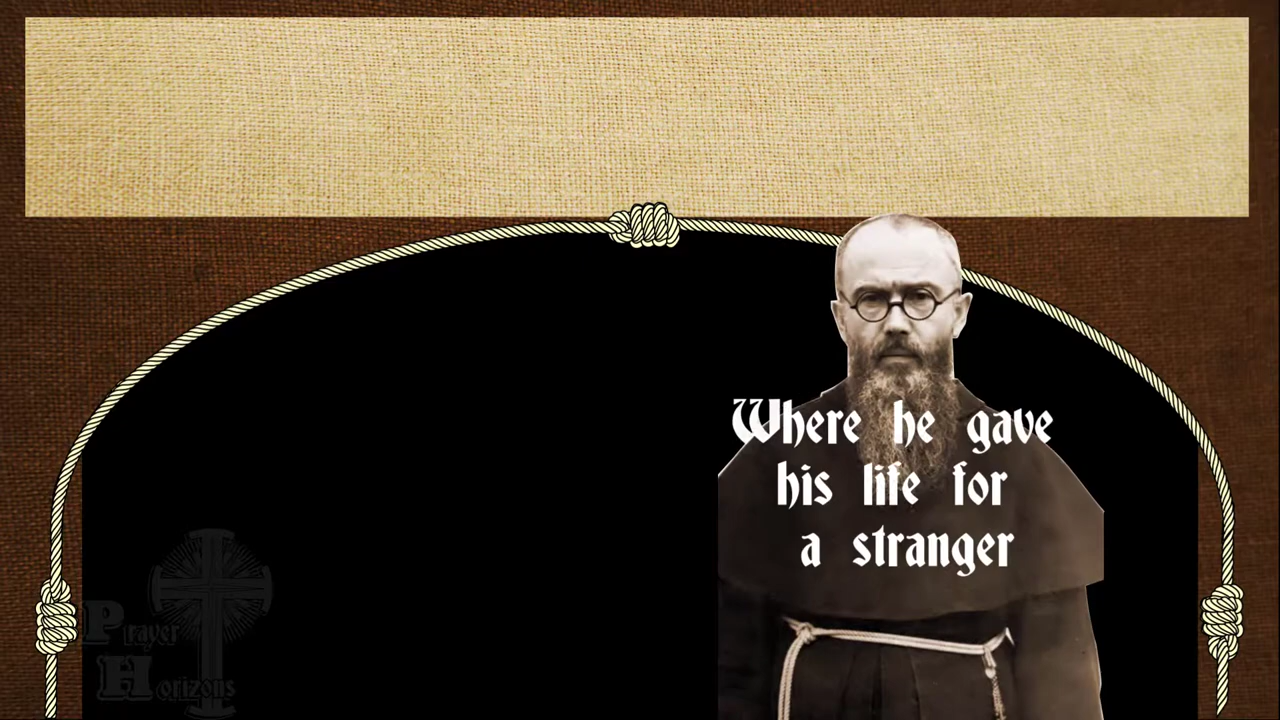 Where he gave
his life for
a stranger
Prayer
Horizons